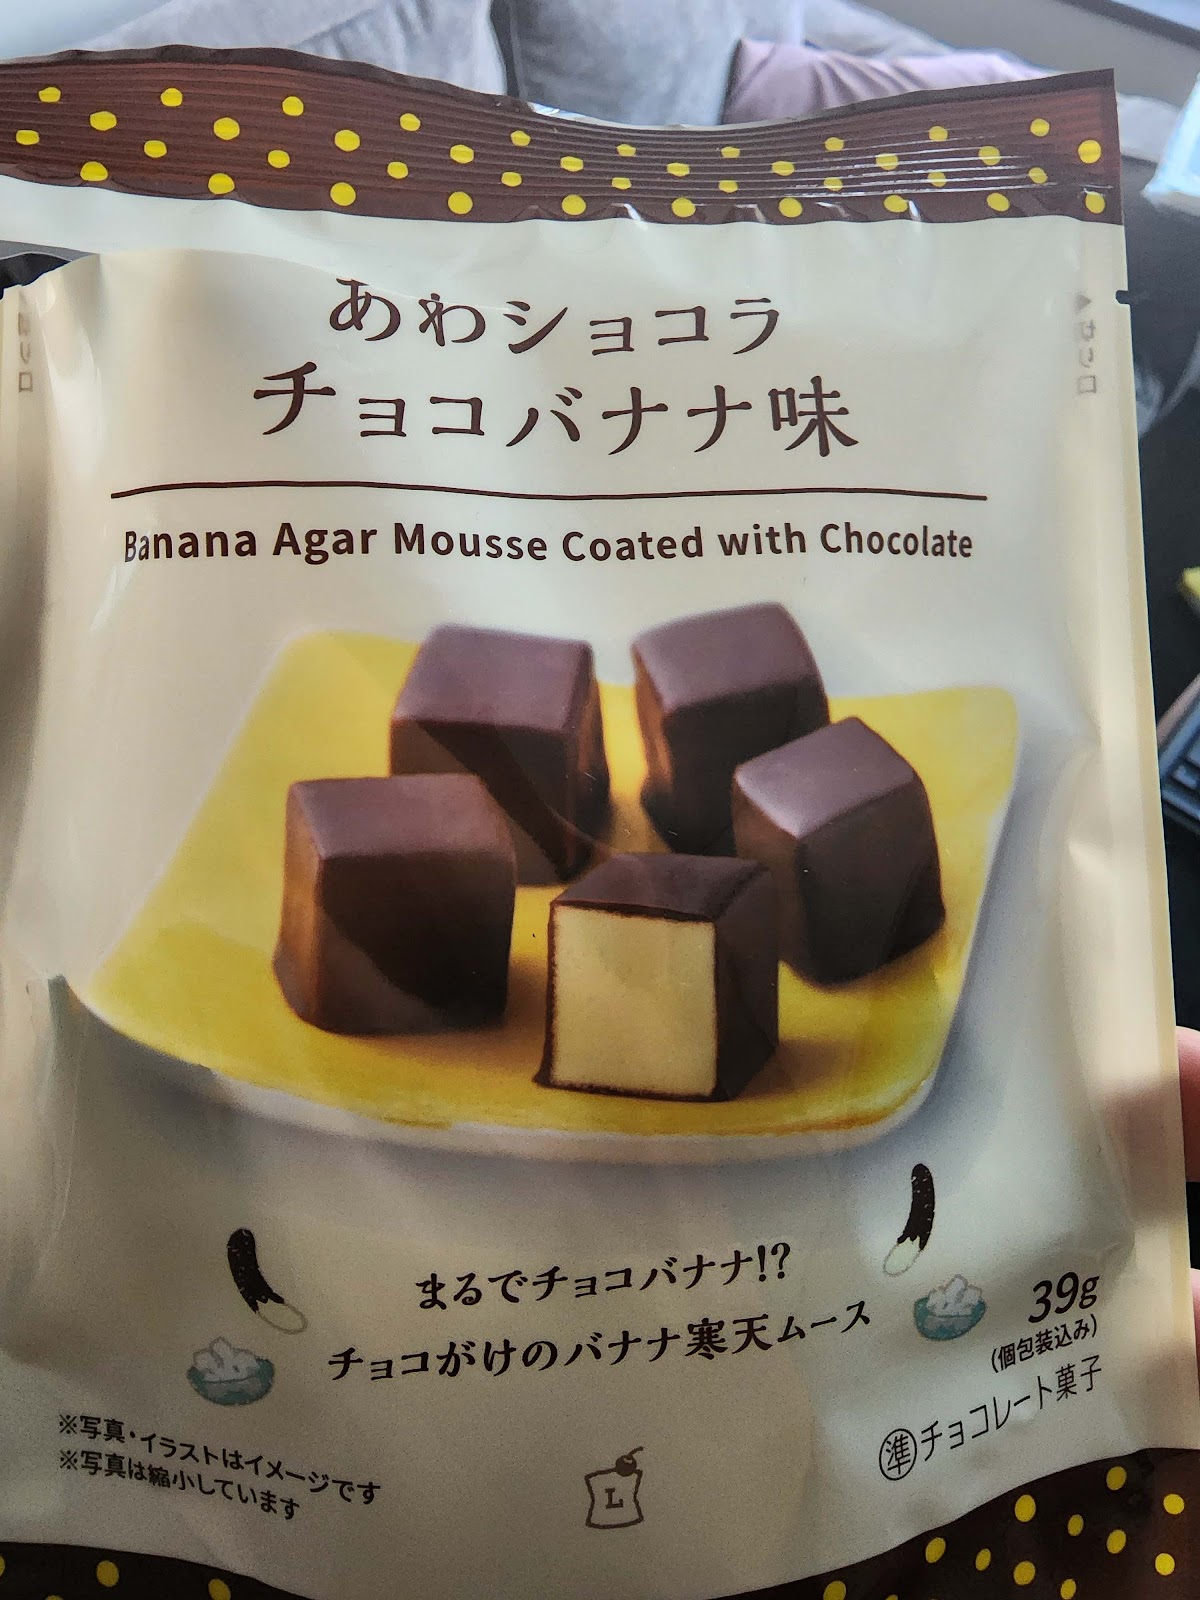 あわショコラ
チョコバナナ味
Banana Agar Mousse Coated with Chocolate
▲切り口
まるでチョコバナナ!?
チョコがけのバナナ寒天ムース
39g
(個包装込み)
準チョコレート菓子
※写真・イラストはイメージです
※写真は縮小しています
L